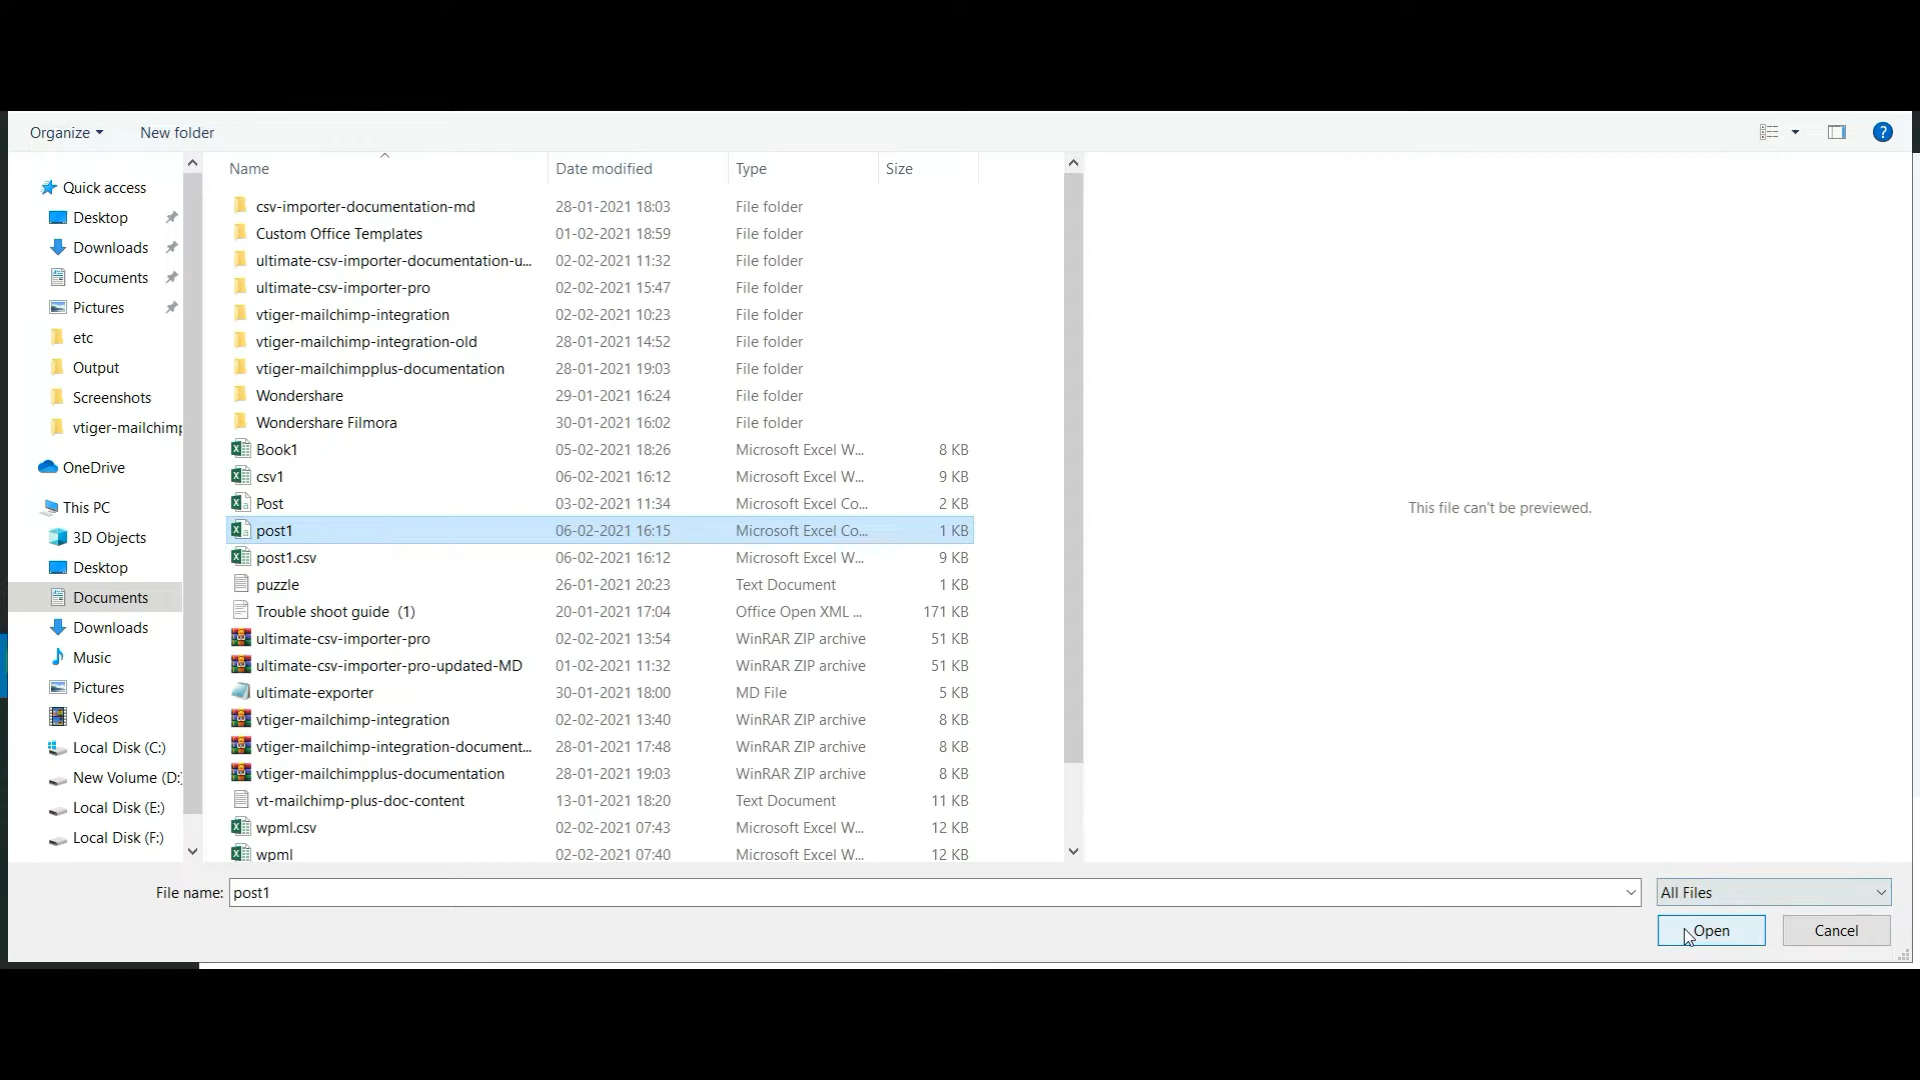 Organize
New folder
?
Name
Date modified
Type
Size
Quick access
Desktop
Downloads
Documents
Pictures
etc
Output
Screenshots
vtiger-mailchimp
OneDrive
This PC
3D Objects
Desktop
Documents
Downloads
Music
Pictures
Videos
Local Disk (C:)
New Volume (D:)
Local Disk (E:)
Local Disk (F:)
csv-importer-documentation-md 28-01-2021 18:03 File folder
Custom Office Templates 01-02-2021 18:59 File folder
ultimate-csv-importer-documentation-u... 02-02-2021 11:32 File folder
ultimate-csv-importer-pro 02-02-2021 15:47 File folder
vtiger-mailchimp-integration 02-02-2021 10:23 File folder
vtiger-mailchimp-integration-old 28-01-2021 14:52 File folder
vtiger-mailchimpplus-documentation 28-01-2021 19:03 File folder
Wondershare 29-01-2021 16:24 File folder
Wondershare Filmora 30-01-2021 16:02 File folder
Book1 05-02-2021 18:26 Microsoft Excel W... 8 KB
csv1 06-02-2021 16:12 Microsoft Excel W... 9 KB
Post 03-02-2021 11:34 Microsoft Excel Co... 2 KB
post1 06-02-2021 16:15 Microsoft Excel Co... 1 KB
post1.csv 06-02-2021 16:12 Microsoft Excel W... 9 KB
puzzle 26-01-2021 20:23 Text Document 1 KB
Trouble shoot guide (1) 20-01-2021 17:04 Office Open XML ... 171 KB
ultimate-csv-importer-pro 02-02-2021 13:54 WinRAR ZIP archive 51 KB
ultimate-csv-importer-pro-updated-MD 01-02-2021 11:32 WinRAR ZIP archive 51 KB
ultimate-exporter 30-01-2021 18:00 MD File 5 KB
vtiger-mailchimp-integration 02-02-2021 13:40 WinRAR ZIP archive 8 KB
vtiger-mailchimp-integration-document... 28-01-2021 17:48 WinRAR ZIP archive 8 KB
vtiger-mailchimpplus-documentation 28-01-2021 19:03 WinRAR ZIP archive 8 KB
vt-mailchimp-plus-doc-content 13-01-2021 18:20 Text Document 11 KB
wpml.csv 02-02-2021 07:43 Microsoft Excel W... 12 KB
wpml 02-02-2021 07:40 Microsoft Excel W... 12 KB
This file can't be previewed.
File name: post1
All Files
Open
Cancel